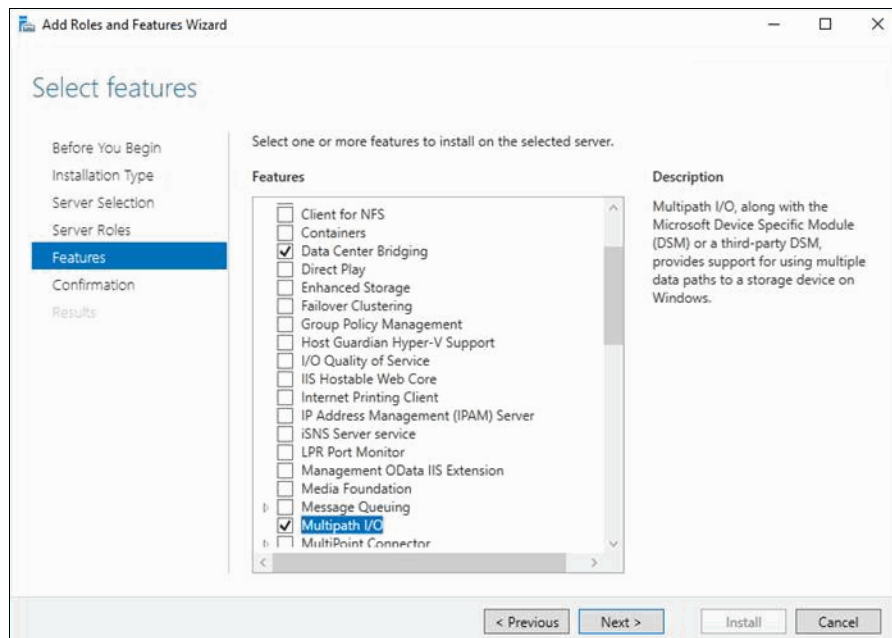 Add Roles and Features Wizard
Select features
Before You Begin
Installation Type
Server Selection
Server Roles
Features
Confirmation
Results
Select one or more features to install on the selected server.
Features
Client for NFS
Containers
Data Center Bridging
Direct Play
Enhanced Storage
Failover Clustering
Group Policy Management
Host Guardian Hyper-V Support
I/O Quality of Service
IIS Hostable Web Core
Internet Printing Client
IP Address Management (IPAM) Server
iSNS Server service
LPR Port Monitor
Management OData IIS Extension
Media Foundation
Message Queuing
Multipath I/O
MultiPoint Connector
Description
Multipath I/O, along with the
Microsoft Device Specific Module
(DSM) or a third-party DSM,
provides support for using multiple
data paths to a storage device on
Windows.
< Previous
Next >
Install
Cancel